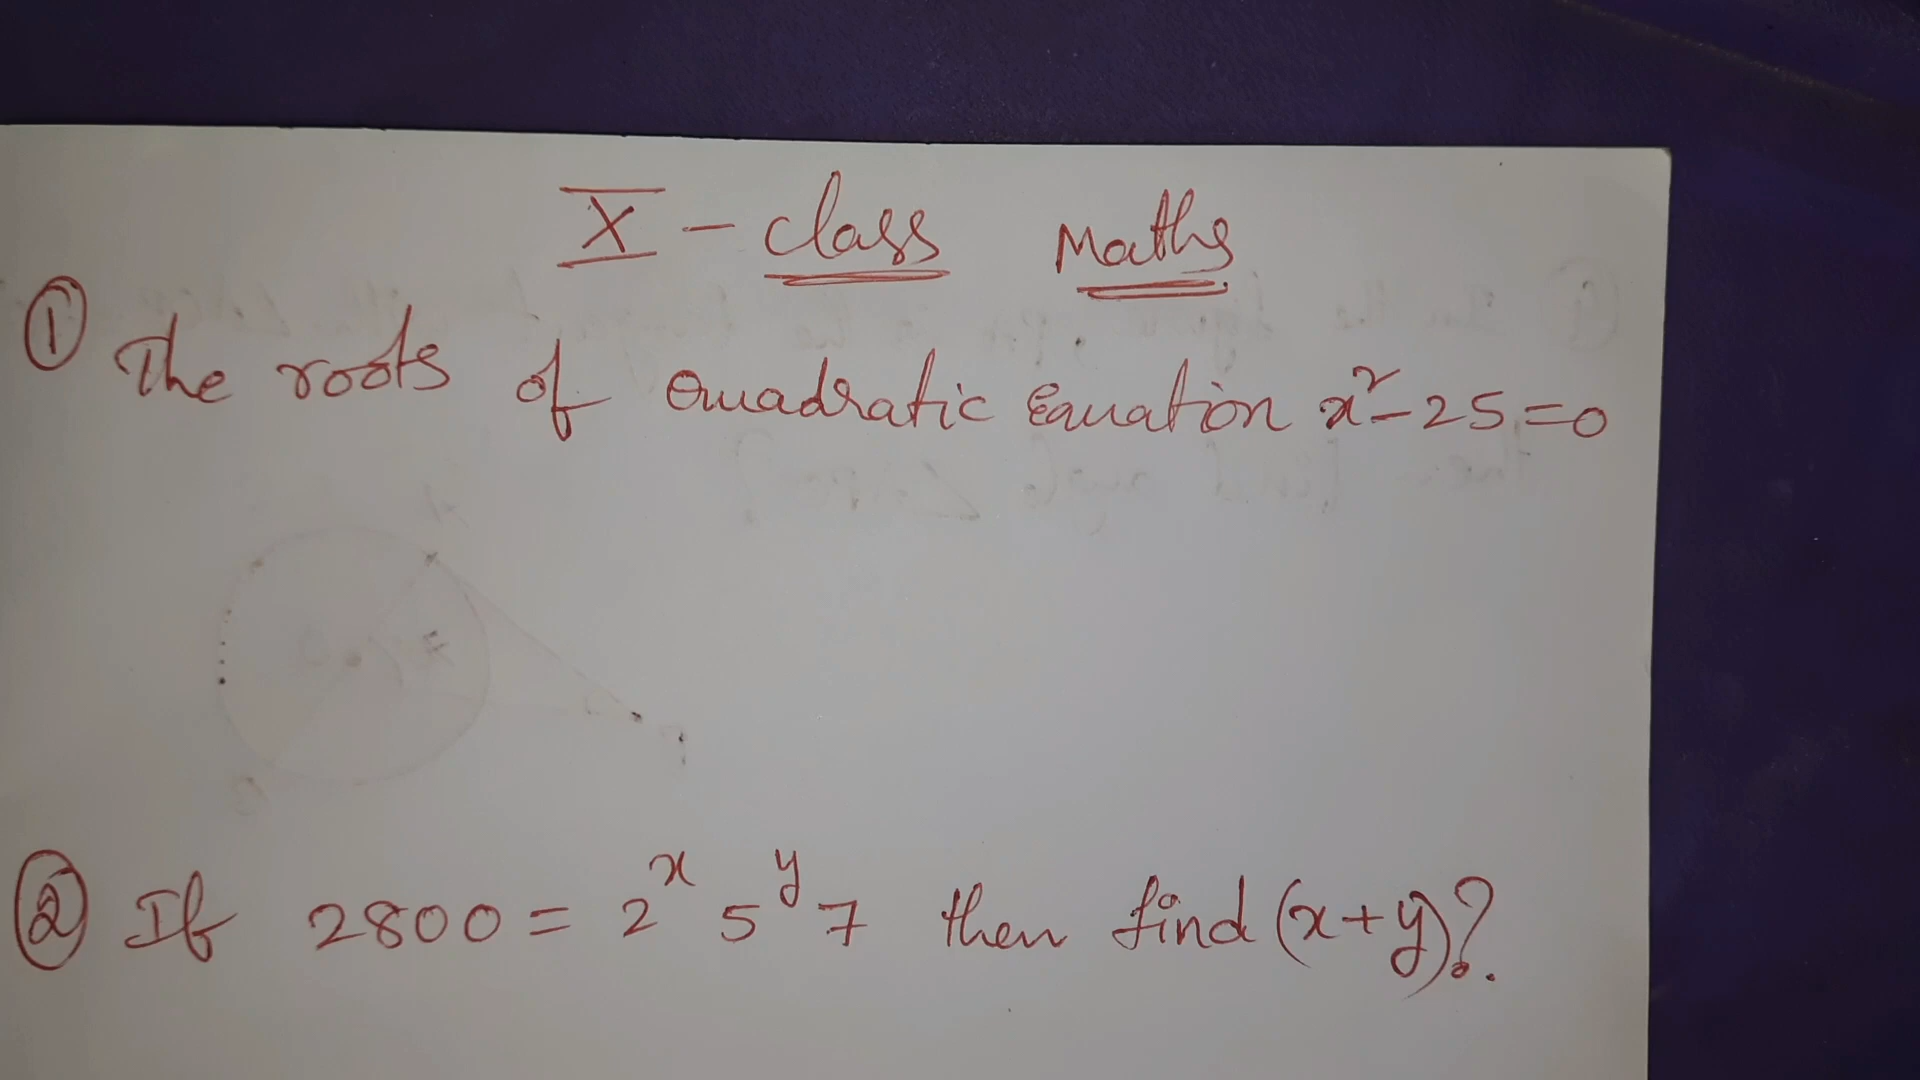 X - class Maths
① The roots of Quadratic Equation x²-25=0
② If 2800 = 2ˣ 5ʸ 7 then find (x+y)?